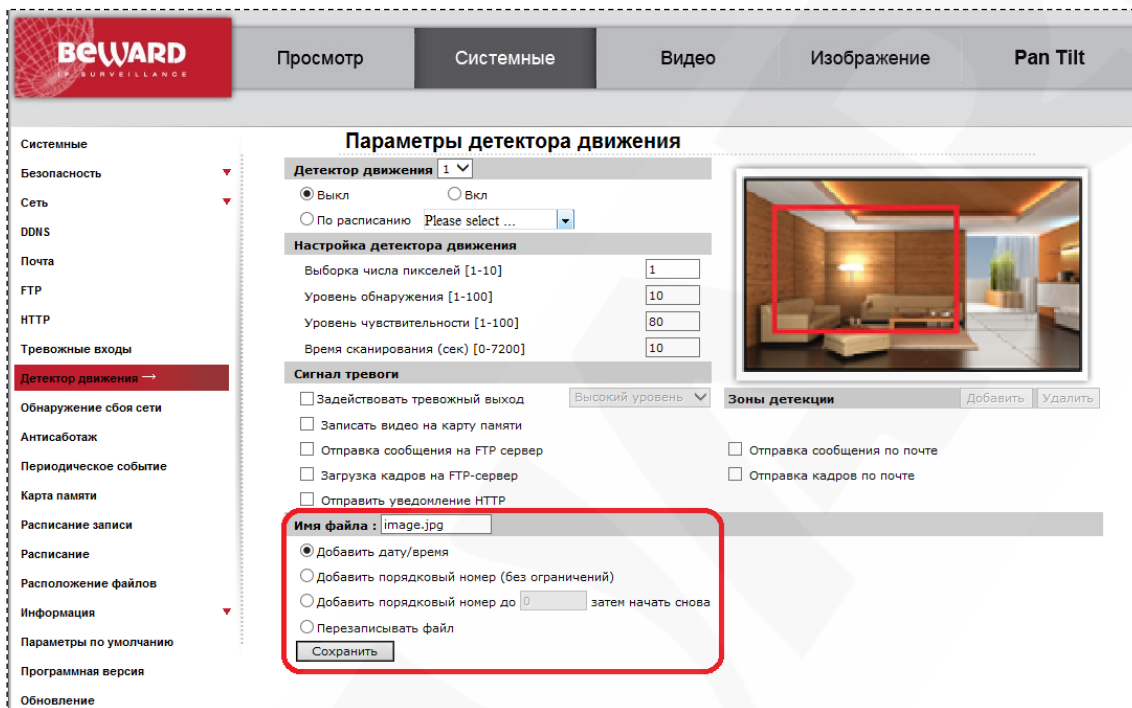 BEWARD
IP SURVEILLANCE
Просмотр
Системные
Видео
Изображение
Pan Tilt
Системные
Безопасность
Сеть
DDNS
Почта
FTP
HTTP
Тревожные входы
Детектор движения →
Обнаружение сбоя сети
Антисаботаж
Периодическое событие
Карта памяти
Расписание записи
Расписание
Расположение файлов
Информация
Параметры по умолчанию
Программная версия
Обновление
Параметры детектора движения
Детектор движения 1
Выкл Вкл
По расписанию Please select ...
Настройка детектора движения
Выборка числа пикселей [1-10] 1
Уровень обнаружения [1-100] 10
Уровень чувствительности [1-100] 80
Время сканирования (сек) [0-7200] 10
Сигнал тревоги
Задействовать тревожный выход Высокий уровень
Зоны детекции Добавить Удалить
Записать видео на карту памяти
Отправка сообщения на FTP сервер
Отправка сообщения по почте
Загрузка кадров на FTP-сервер
Отправка кадров по почте
Отправить уведомление HTTP
Имя файла : image.jpg
Добавить дату/время
Добавить порядковый номер (без ограничений)
Добавить порядковый номер до 0 затем начать снова
Перезаписывать файл
Сохранить